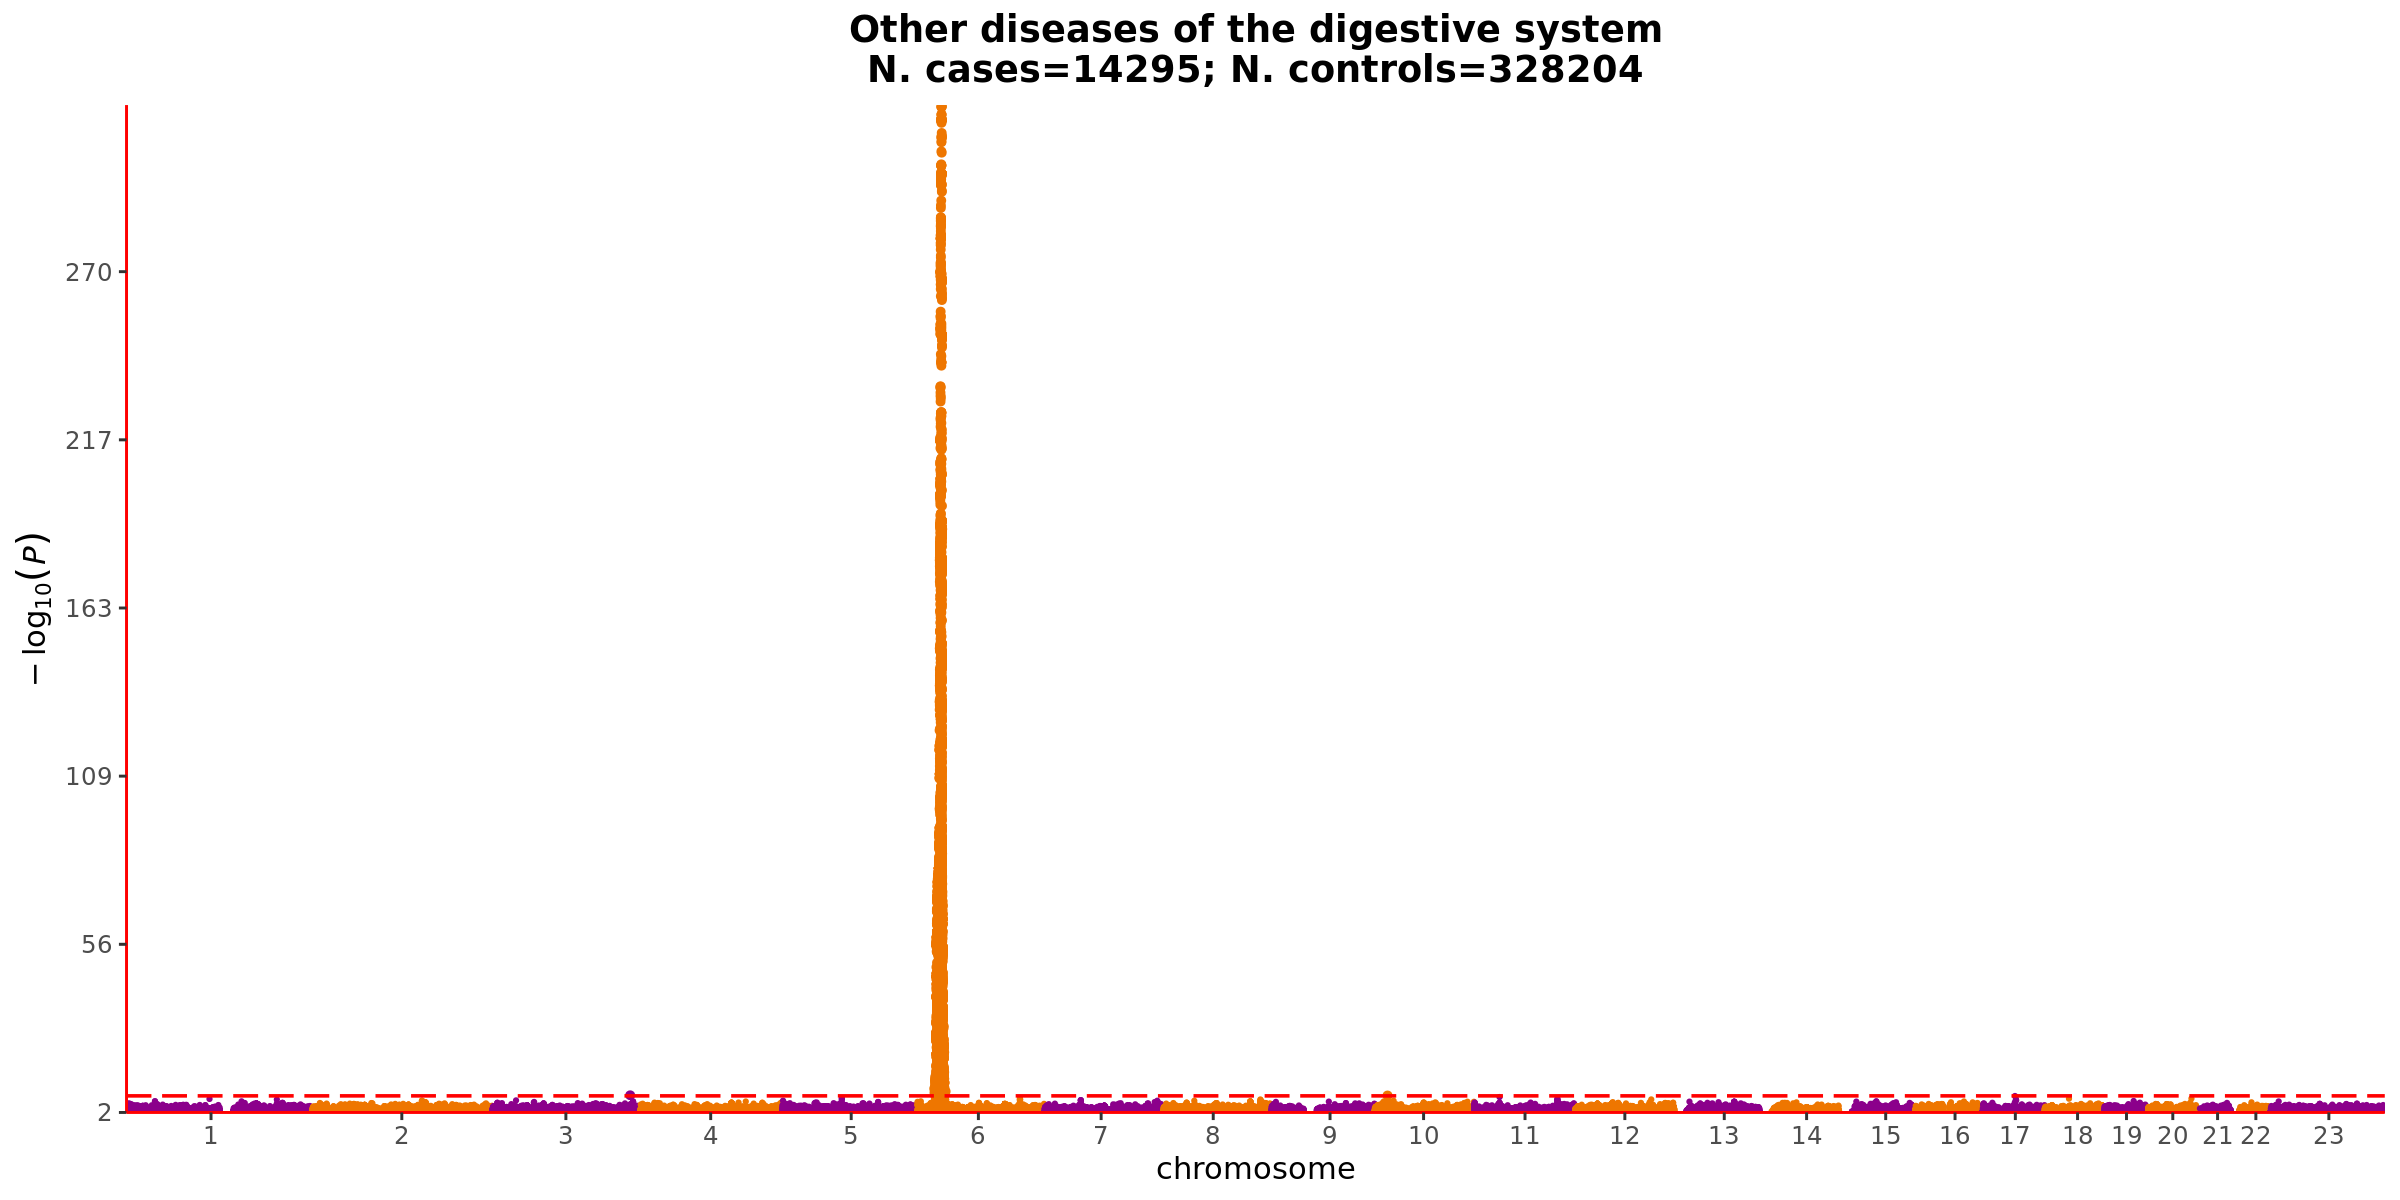 Other diseases of the digestive system
N. cases=14295; N. controls=328204
−log₁₀(P)
270
217
163
109
56
2
1 2 3 4 5 6 7 8 9 10 11 12 13 14 15 16 17 18 19 20 21 22 23
chromosome